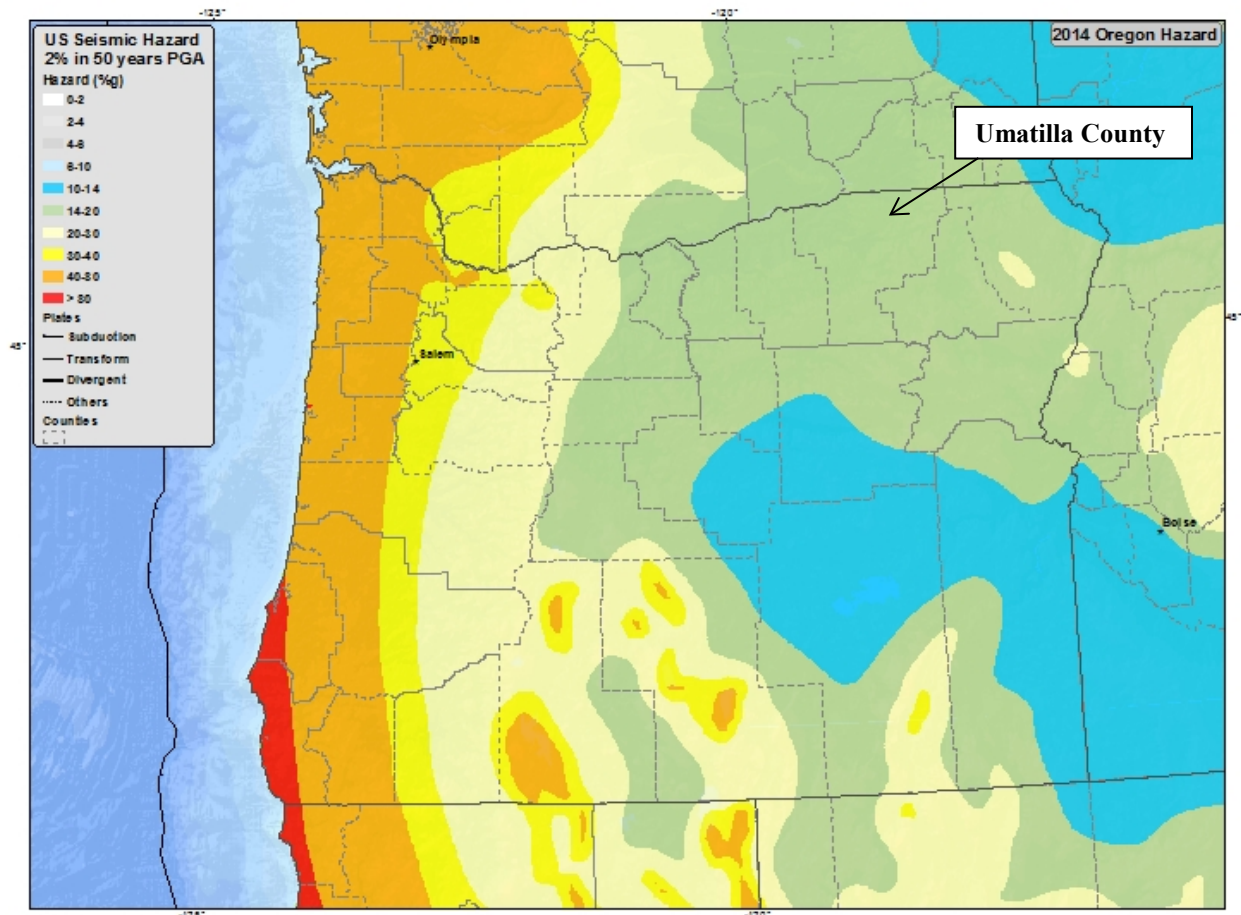 -125°
-120°
US Seismic Hazard
2% in 50 years PGA
Hazard (%g)
0-2
2-4
4-6
6-10
10-14
14-20
20-30
30-40
40-80
> 80
Plates
Subduction
Transform
Divergent
Others
Counties
2014 Oregon Hazard
Olympia
Umatilla County
45°
45°
Salem
Boise